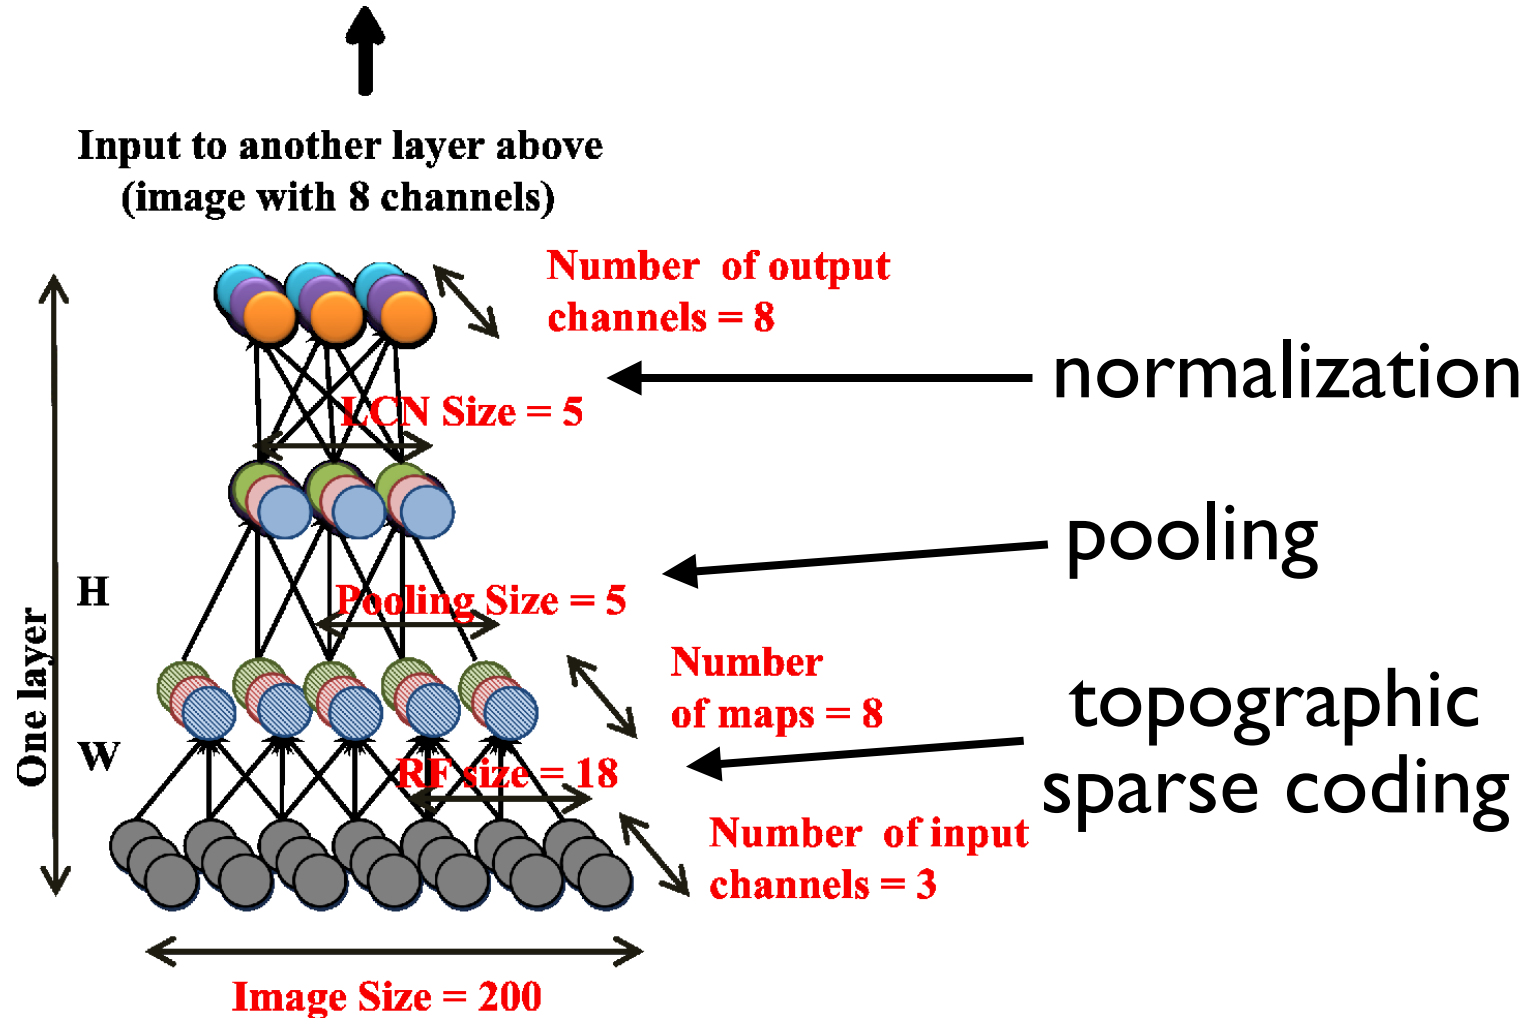 Input to another layer above
(image with 8 channels)
Number of output
channels = 8
normalization
LCN Size = 5
pooling
H
Pooling Size = 5
One layer
Number
of maps = 8
topographic
sparse coding
W
RF size = 18
Number of input
channels = 3
Image Size = 200